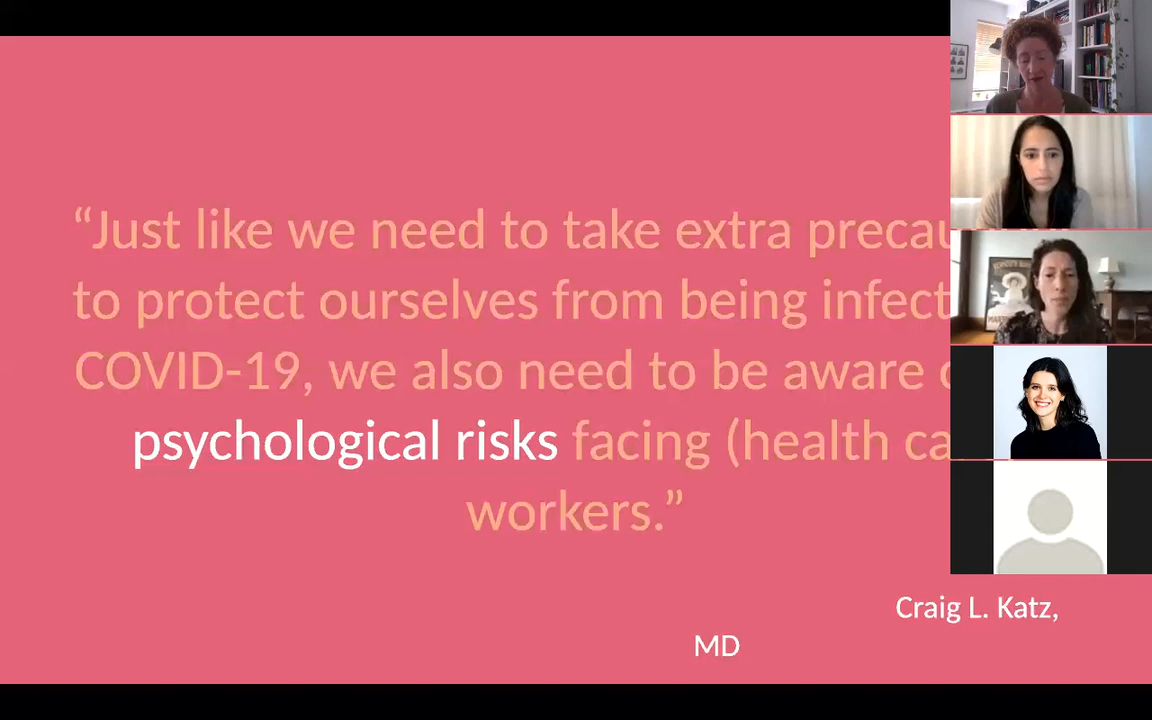 “Just like we need to take extra precau
to protect ourselves from being infect
COVID-19, we also need to be aware
psychological risks facing (health ca
workers.”
Craig L. Katz,
MD